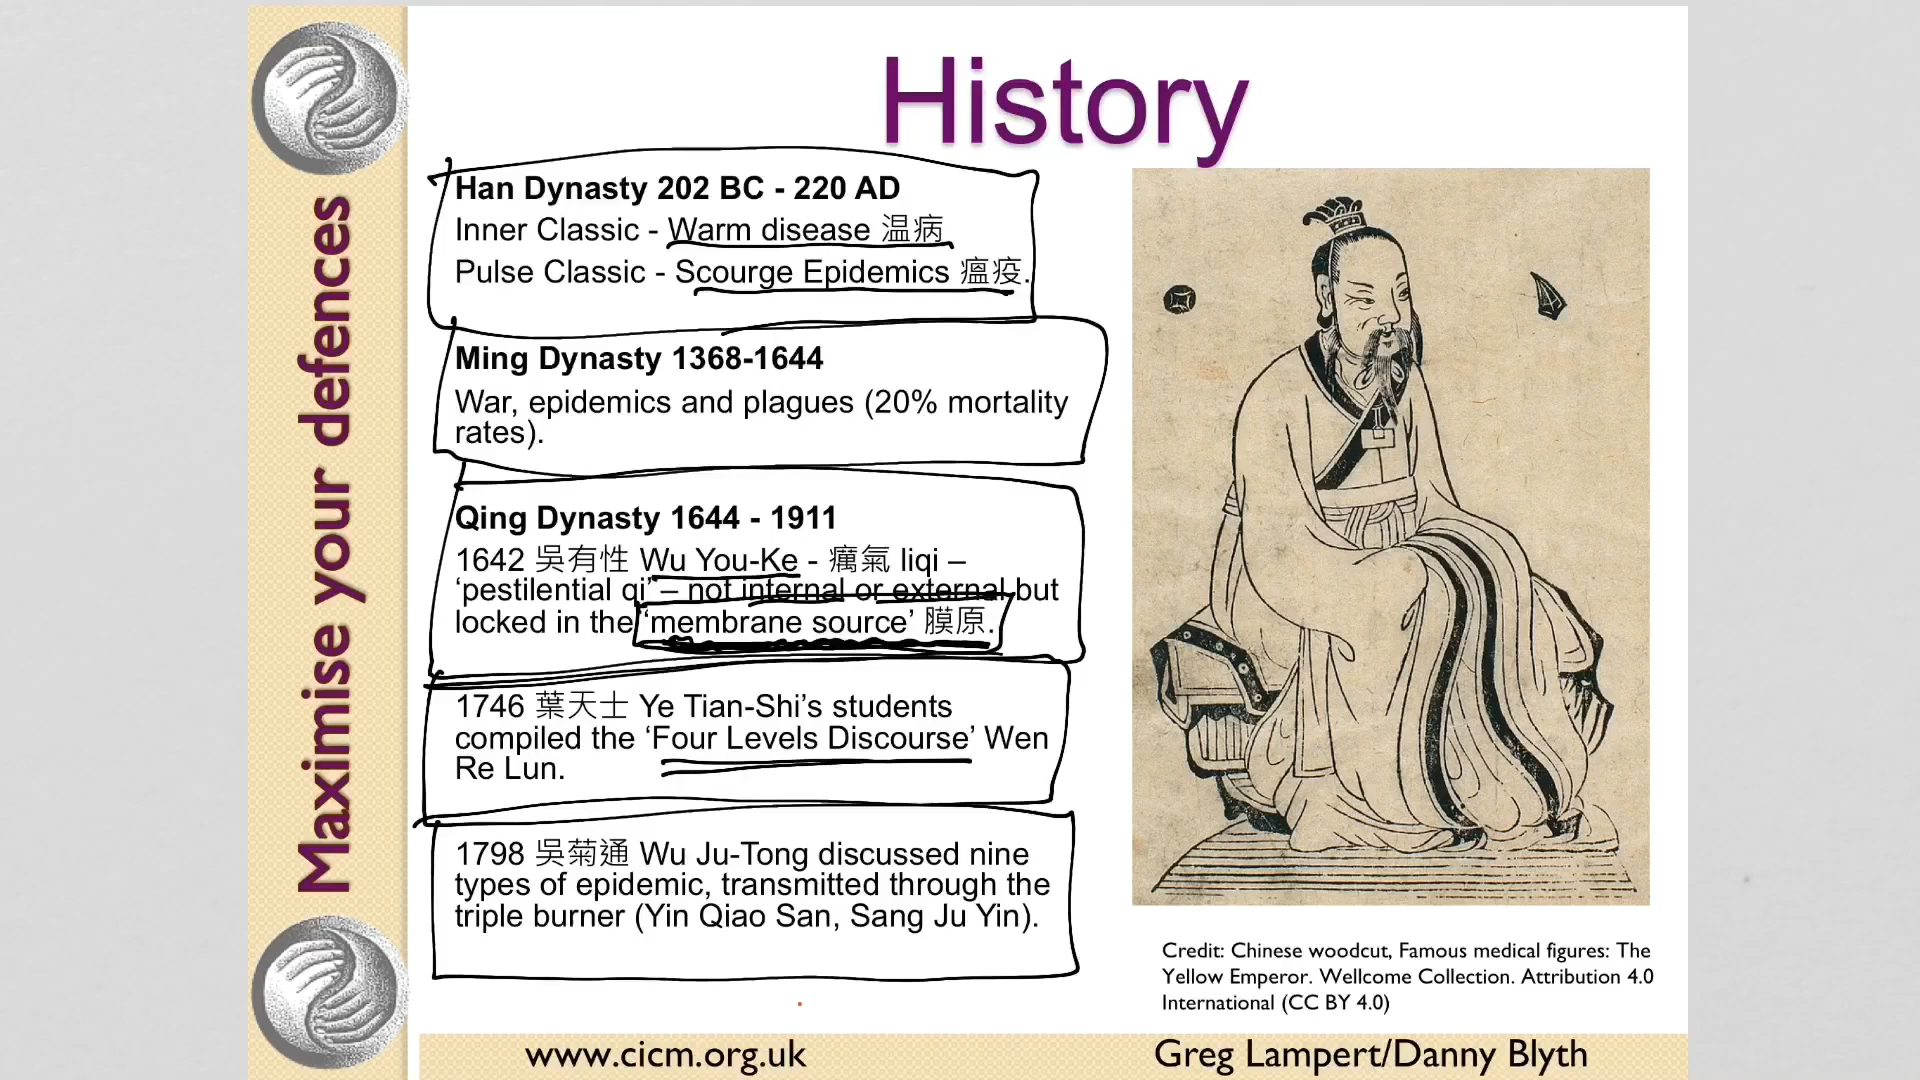 History
Maximise your defences
Han Dynasty 202 BC - 220 AD
Inner Classic - Warm disease 温病
Pulse Classic - Scourge Epidemics 瘟疫.
Ming Dynasty 1368-1644
War, epidemics and plagues (20% mortality
rates).
Qing Dynasty 1644 - 1911
1642 吳有性 Wu You-Ke - 癘氣 liqi –
‘pestilential qi’ – not internal or external but
locked in the ‘membrane source’ 膜原.
1746 葉天士 Ye Tian-Shi’s students
compiled the ‘Four Levels Discourse’ Wen
Re Lun.
1798 吳菊通 Wu Ju-Tong discussed nine
types of epidemic, transmitted through the
triple burner (Yin Qiao San, Sang Ju Yin).
Credit: Chinese woodcut, Famous medical figures: The
Yellow Emperor. Wellcome Collection. Attribution 4.0
International (CC BY 4.0)
www.cicm.org.uk
Greg Lampert/Danny Blyth